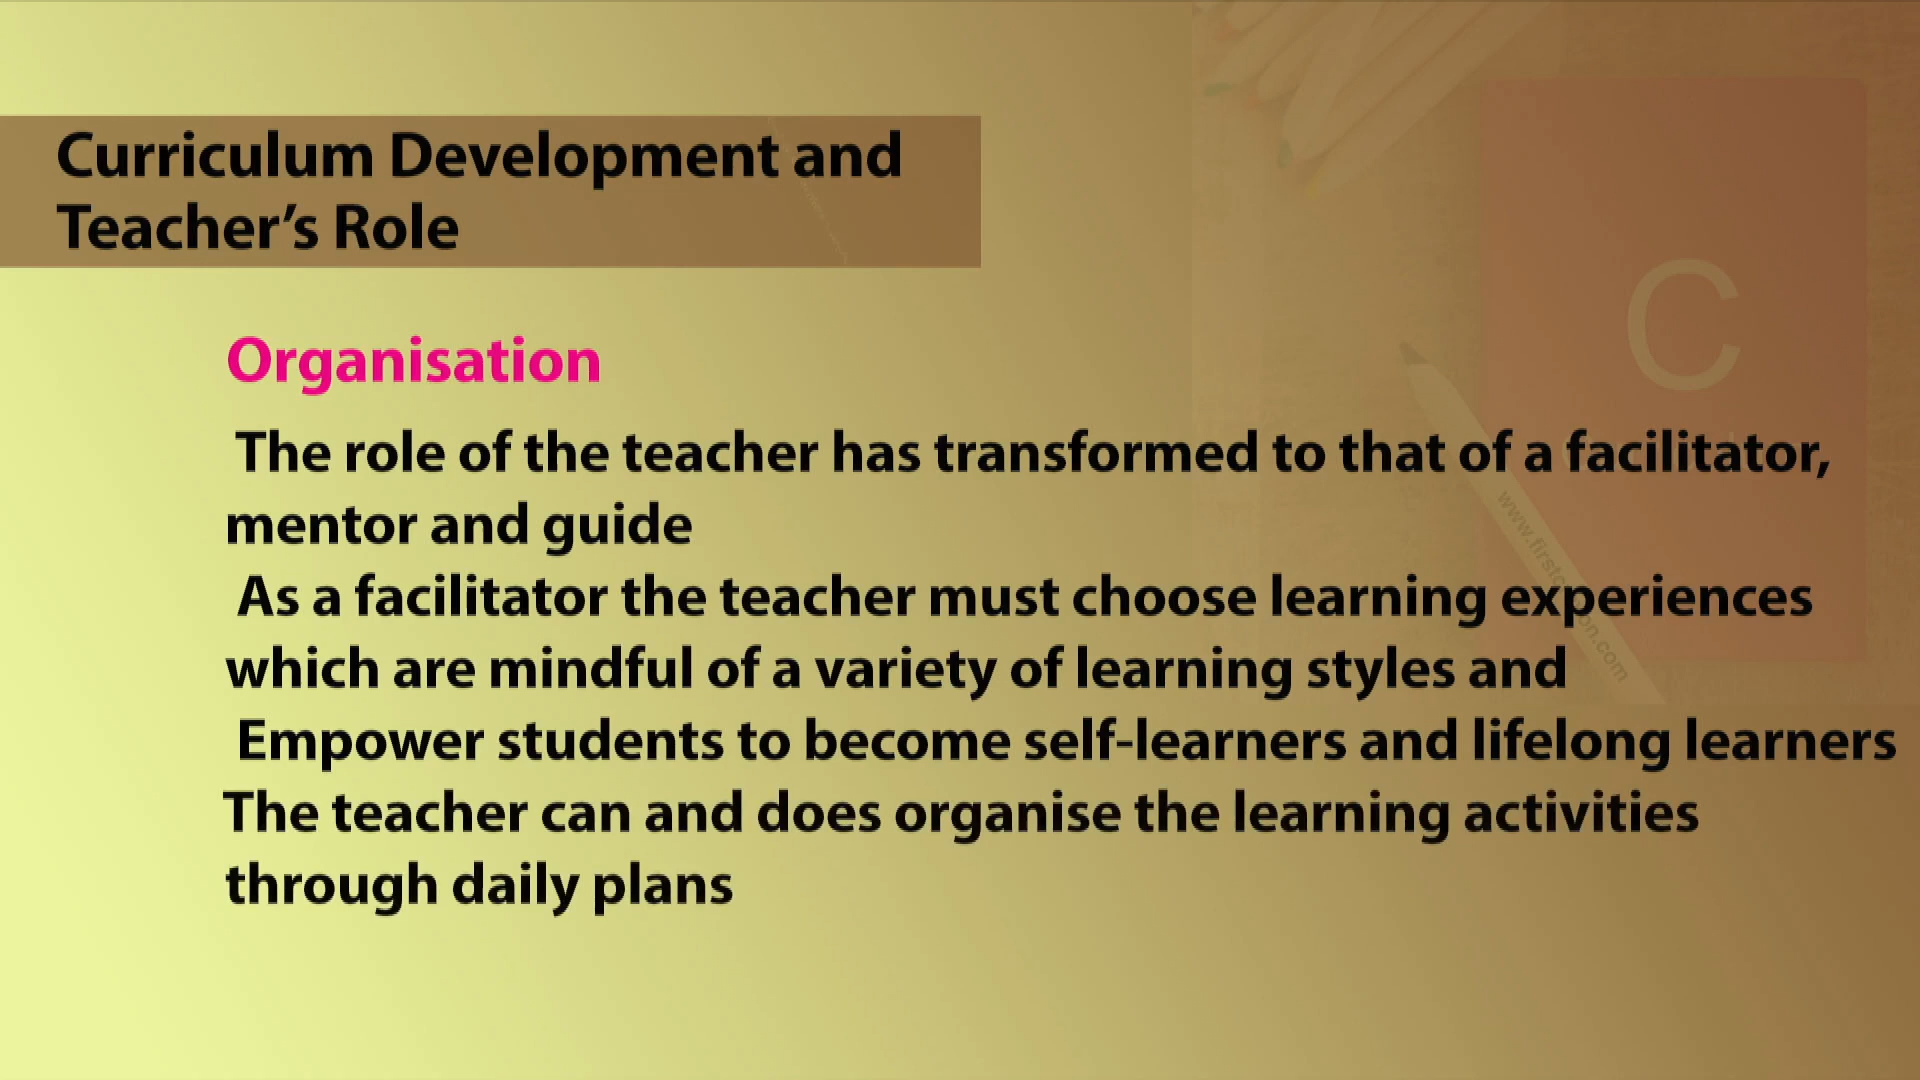 Curriculum Development and
Teacher’s Role
Organisation
The role of the teacher has transformed to that of a facilitator,
mentor and guide
As a facilitator the teacher must choose learning experiences
which are mindful of a variety of learning styles and
Empower students to become self-learners and lifelong learners
The teacher can and does organise the learning activities
through daily plans
C